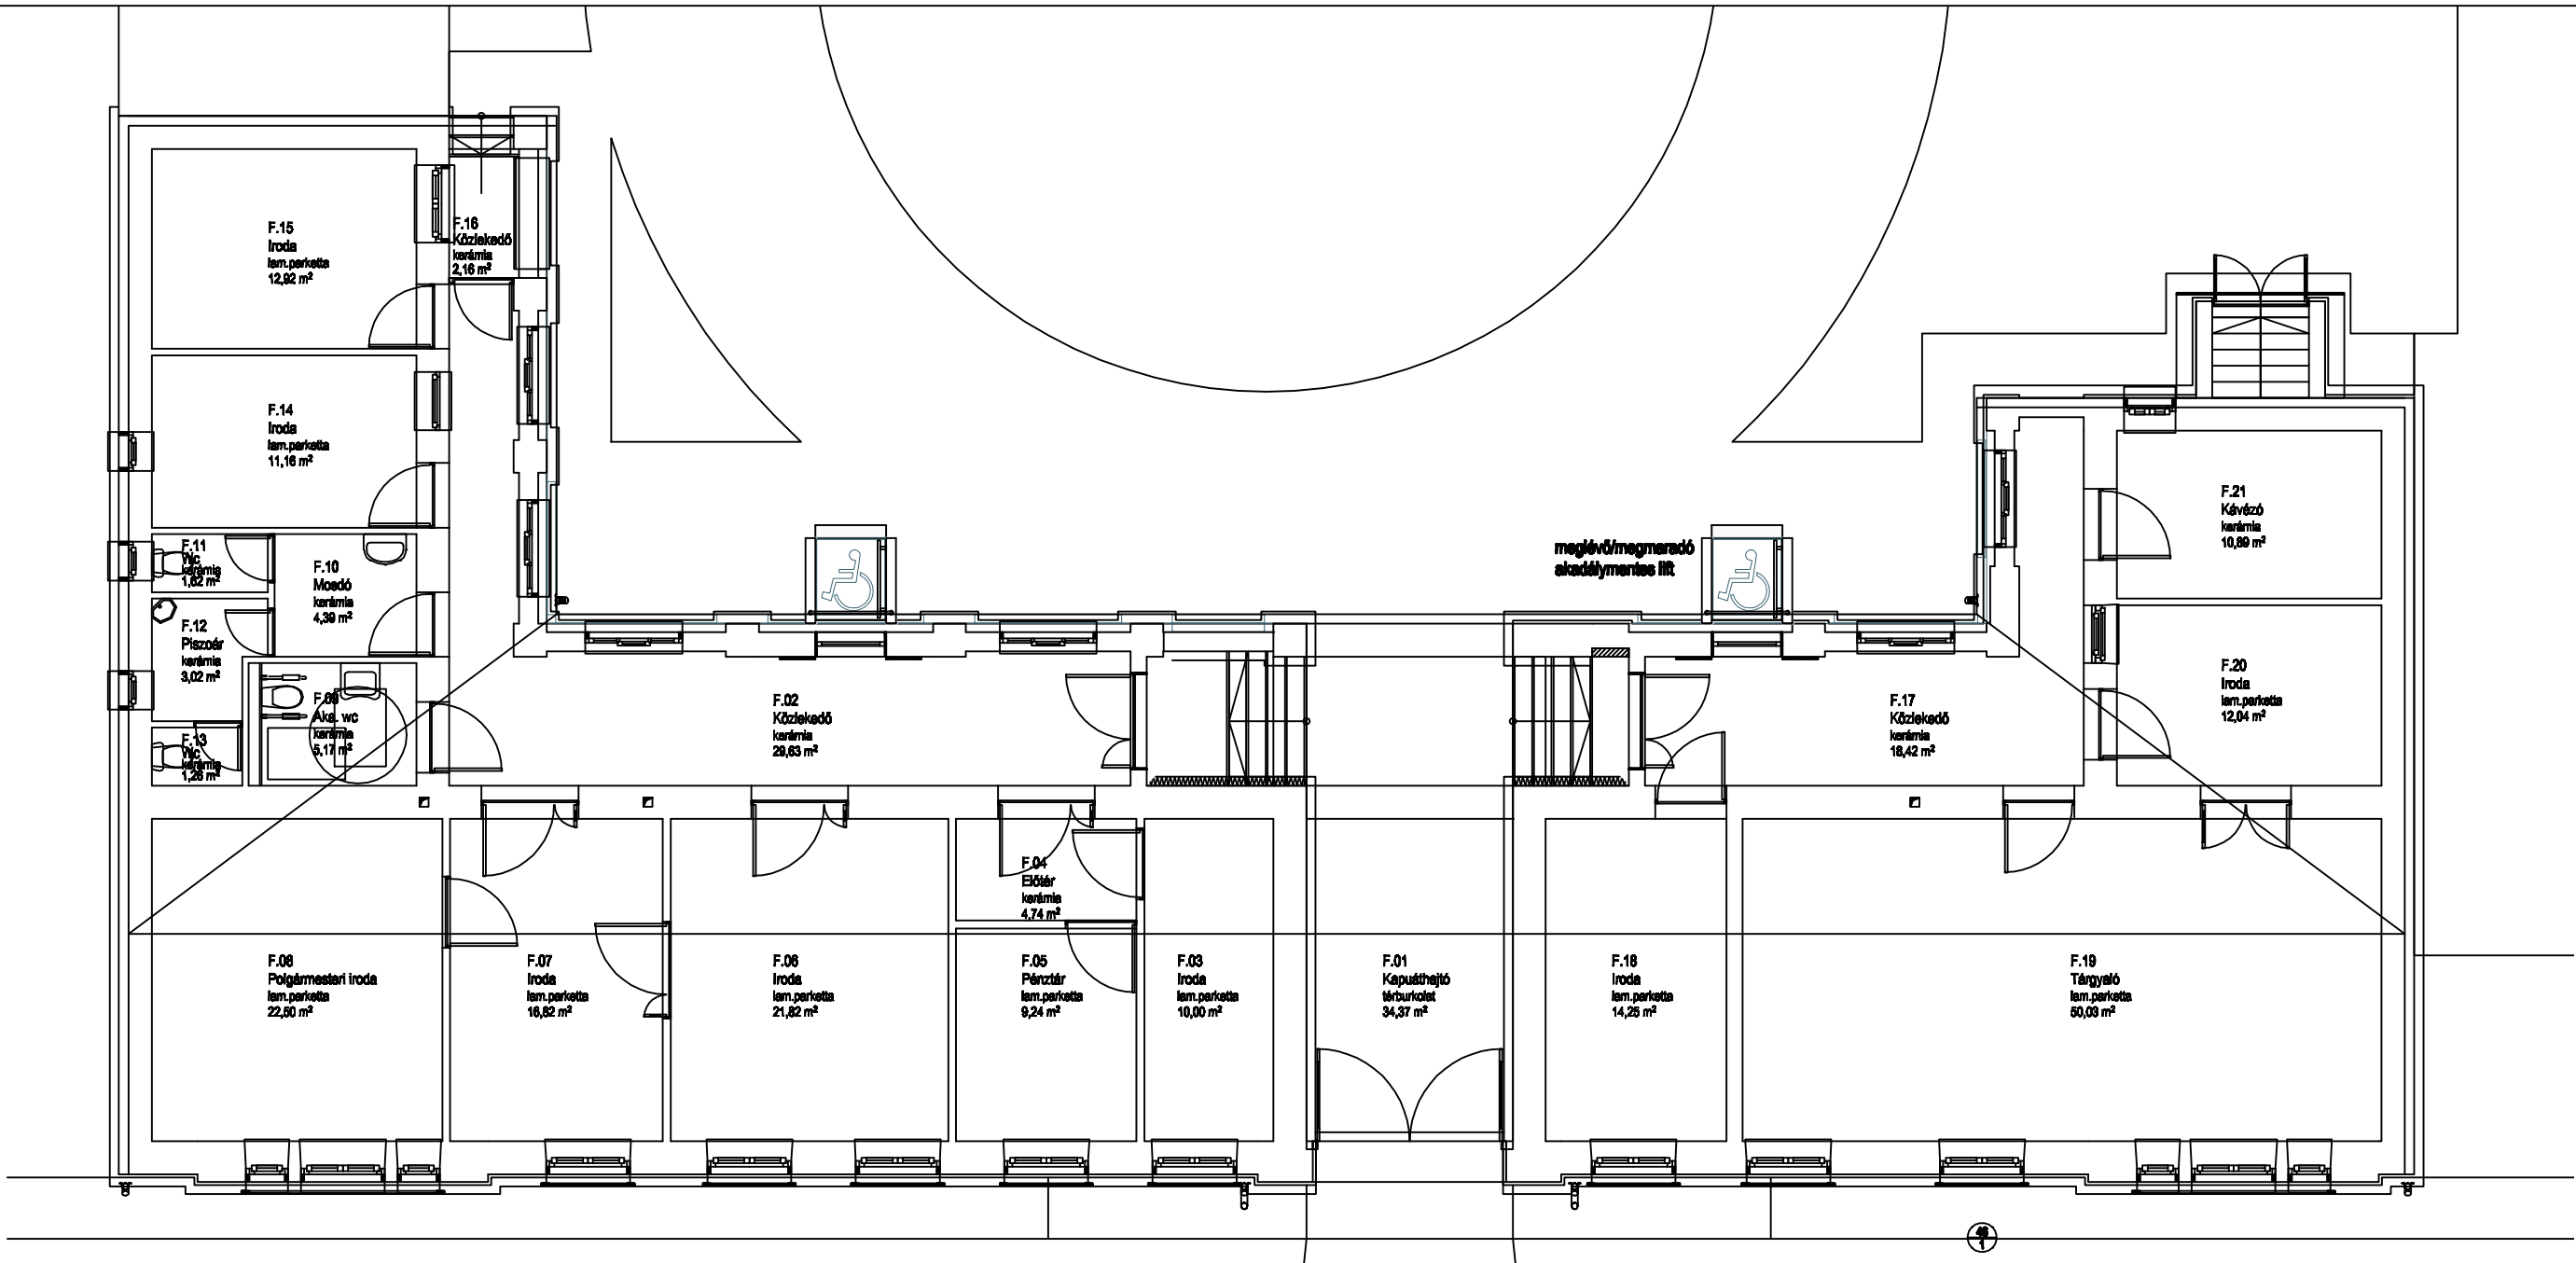 F.15
Iroda
lam.parketta
12,92 m²
F.16
Közlekedő
kerámia
2,16 m²
F.14
Iroda
lam.parketta
11,16 m²
F.11
Wc
kerámia
1,62 m²
F.10
Mosdó
kerámia
4,39 m²
F.12
Piszoár
kerámia
3,02 m²
F.09
Aka. wc
kerámia
5,17 m²
F.13
Wc
kerámia
1,26 m²
F.02
Közlekedő
kerámia
29,63 m²
meglévő/megmaradó
akadálymentes lift
F.17
Közlekedő
kerámia
18,42 m²
F.21
Kávézó
kerámia
10,89 m²
F.20
Iroda
lam.parketta
12,04 m²
F.04
Előtér
kerámia
4,74 m²
F.08
Polgármesteri iroda
lam.parketta
22,50 m²
F.07
Iroda
lam.parketta
16,62 m²
F.06
Iroda
lam.parketta
21,82 m²
F.05
Pénztár
lam.parketta
9,24 m²
F.03
Iroda
lam.parketta
10,00 m²
F.01
Kapuáthajtó
térburkolat
34,37 m²
F.18
Iroda
lam.parketta
14,25 m²
F.19
Tárgyaló
lam.parketta
50,03 m²
1